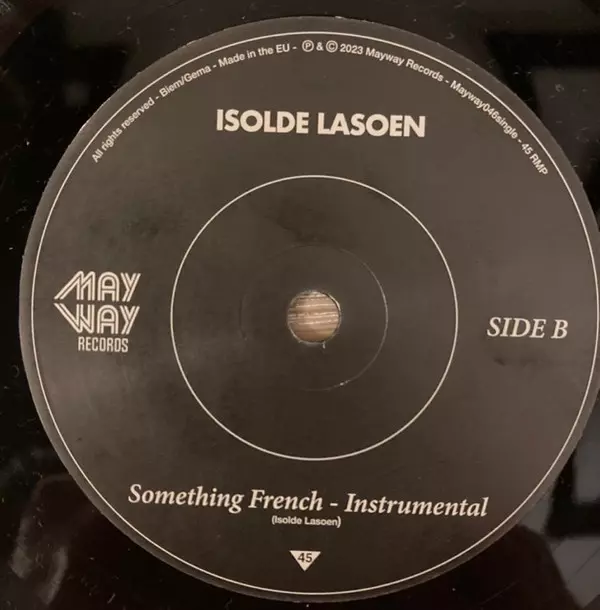 All rights reserved - Biem/Gema - Made in the EU - Ⓟ & © 2023 Mayway Records - Mayway046single - 45 RMP
ISOLDE LASOEN
MAY
WAY
RECORDS
SIDE B
Something French - Instrumental
(Isolde Lasoen)
45